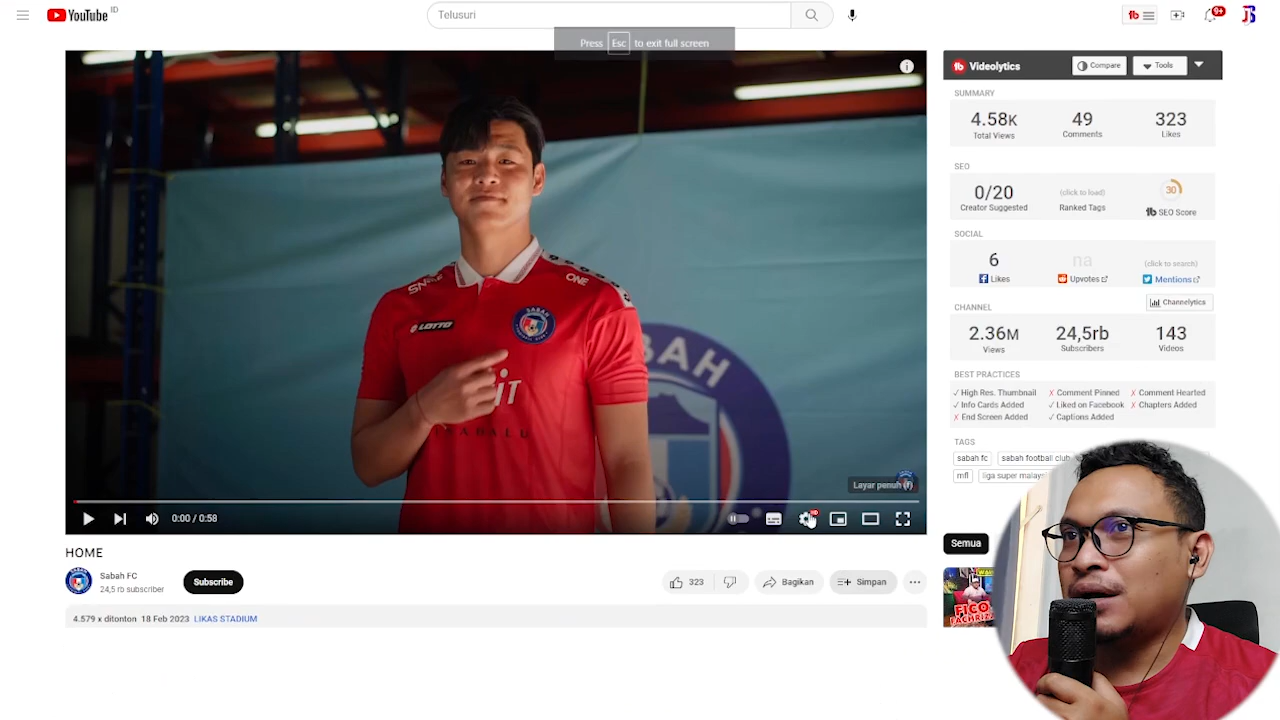 YouTube ID
Telusuri
9+
JS
Press Esc to exit full screen
Videolytics
Compare
Tools
SUMMARY
4.58K
Total Views
49
Comments
323
Likes
SEO
0/20
Creator Suggested
(click to load)
Ranked Tags
30
SEO Score
SOCIAL
6
Likes
na
Upvotes
(click to search)
Mentions
CHANNEL
Channelytics
2.36M
Views
24,5rb
Subscribers
143
Videos
BEST PRACTICES
✓ High Res. Thumbnail
✗ Comment Pinned
✗ Comment Hearted
✓ Info Cards Added
✓ Liked on Facebook
✗ Chapters Added
✗ End Screen Added
✓ Captions Added
TAGS
sabah fc
sabah football club
mfl
LOTTO
SABAH
ONE
SABAH
Layar penuh (f)
0:00 / 0:58
HD
HOME
Sabah FC
24,5 rb subscriber
Subscribe
323
Bagikan
Simpan
4.579 x ditonton 18 Feb 2023 LIKAS STADIUM
Semua
FICO